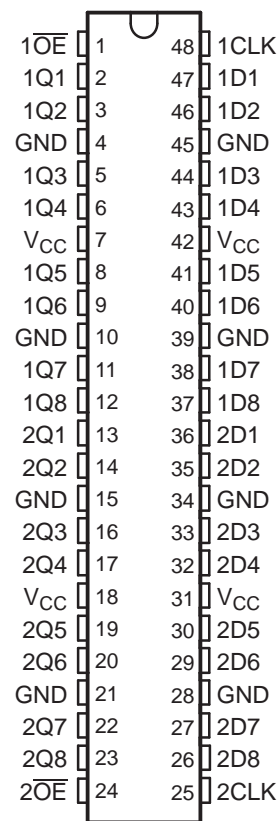 1OE 1 48 1CLK
1Q1 2 47 1D1
1Q2 3 46 1D2
GND 4 45 GND
1Q3 5 44 1D3
1Q4 6 43 1D4
VCC 7 42 VCC
1Q5 8 41 1D5
1Q6 9 40 1D6
GND 10 39 GND
1Q7 11 38 1D7
1Q8 12 37 1D8
2Q1 13 36 2D1
2Q2 14 35 2D2
GND 15 34 GND
2Q3 16 33 2D3
2Q4 17 32 2D4
VCC 18 31 VCC
2Q5 19 30 2D5
2Q6 20 29 2D6
GND 21 28 GND
2Q7 22 27 2D7
2Q8 23 26 2D8
2OE 24 25 2CLK